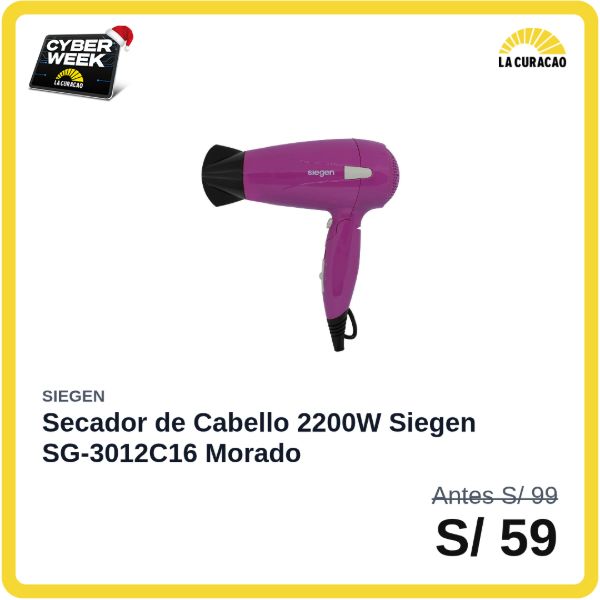 CYBER
WEEK
LA CURACAO
LA CURACAO
siegen
SIEGEN
Secador de Cabello 2200W Siegen
SG-3012C16 Morado
Antes S/ 99
S/ 59